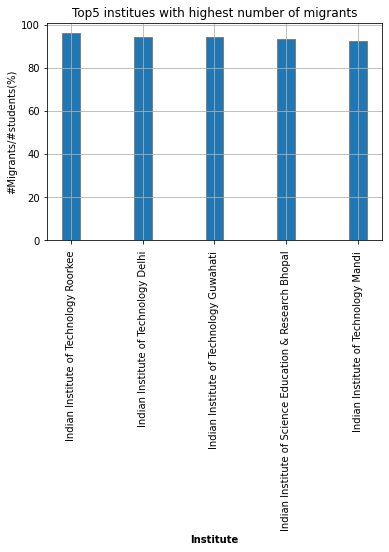 Top5 institues with highest number of migrants
#Migrants/#students(%)
100
80
60
40
20
0
Indian Institute of Technology Roorkee
Indian Institute of Technology Delhi
Indian Institute of Technology Guwahati
Indian Institute of Science Education & Research Bhopal
Indian Institute of Technology Mandi
Institute